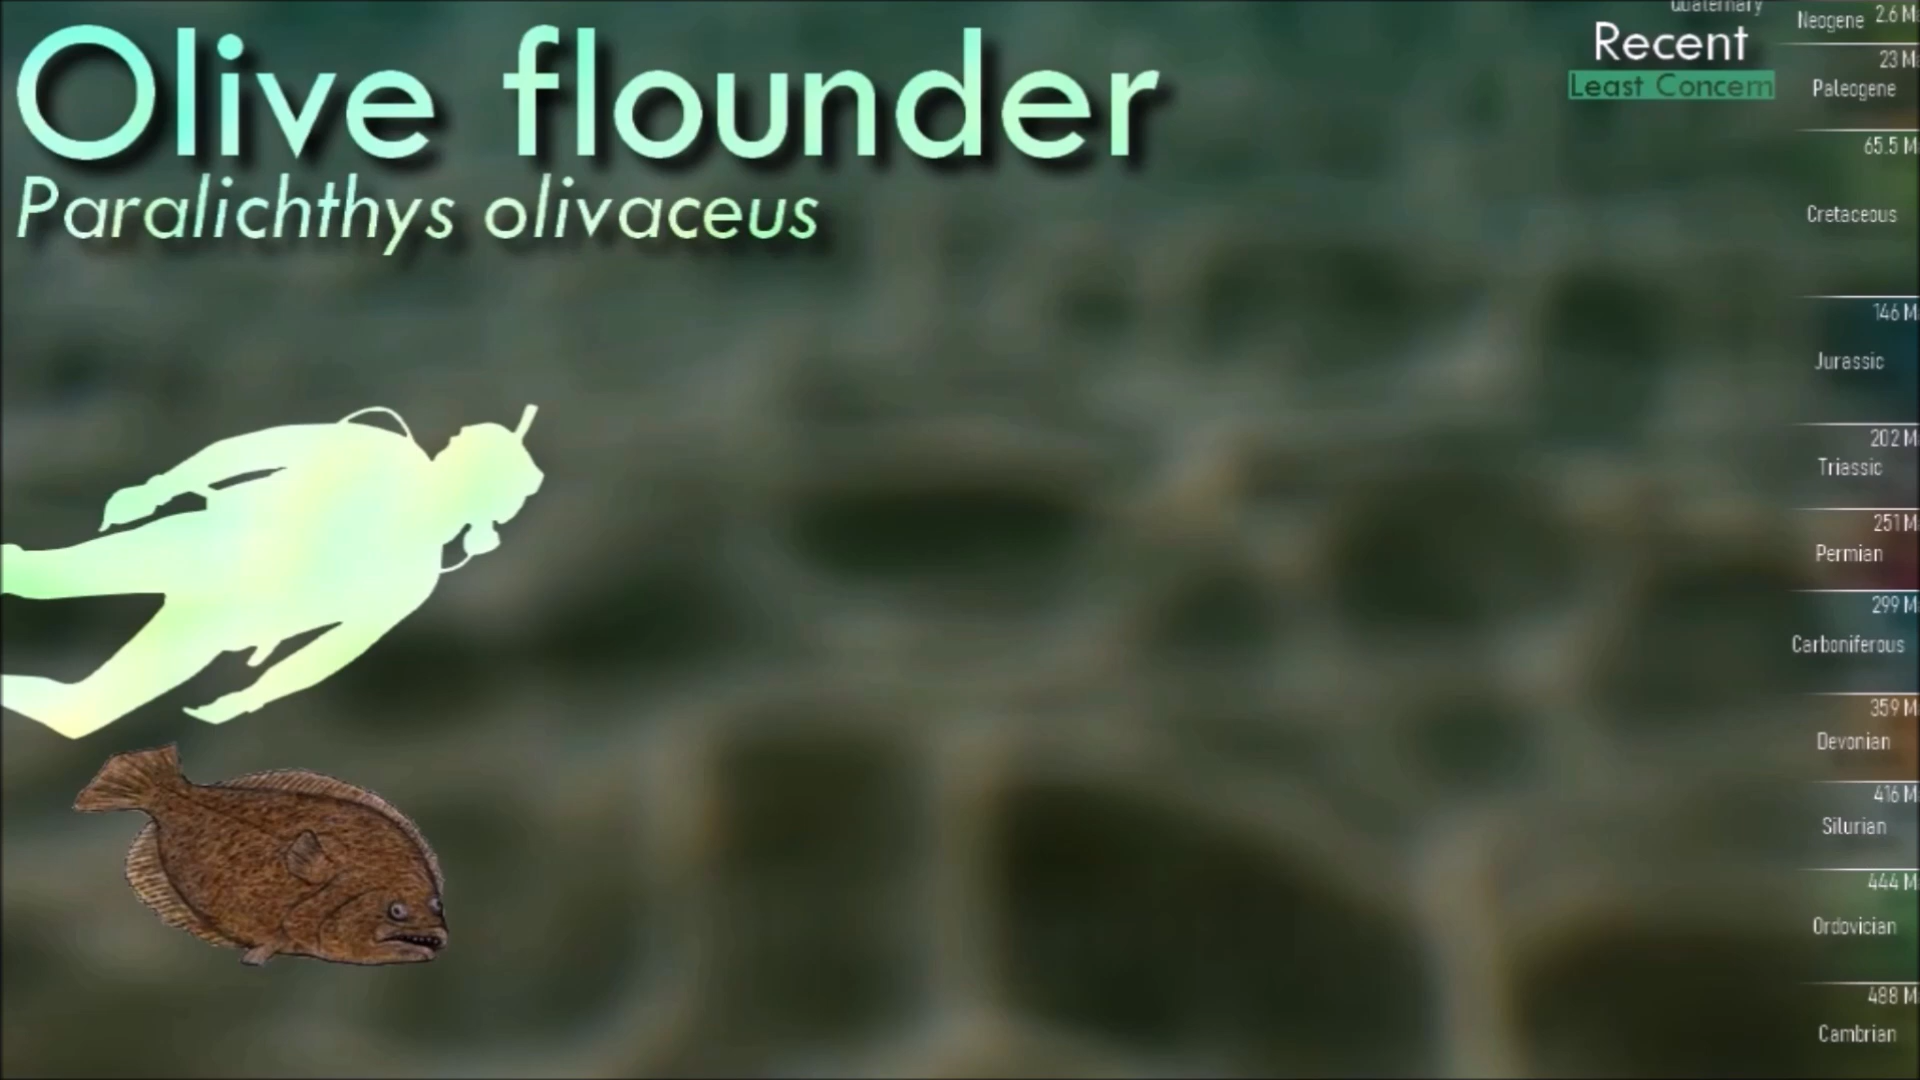 Olive flounder
Paralichthys olivaceus
Quaternary
Recent
Least Concern
Neogene
2.6 M
23 M
Paleogene
65.5 M
Cretaceous
146 M
Jurassic
202 M
Triassic
251 M
Permian
299 M
Carboniferous
359 M
Devonian
416 M
Silurian
444 M
Ordovician
488 M
Cambrian